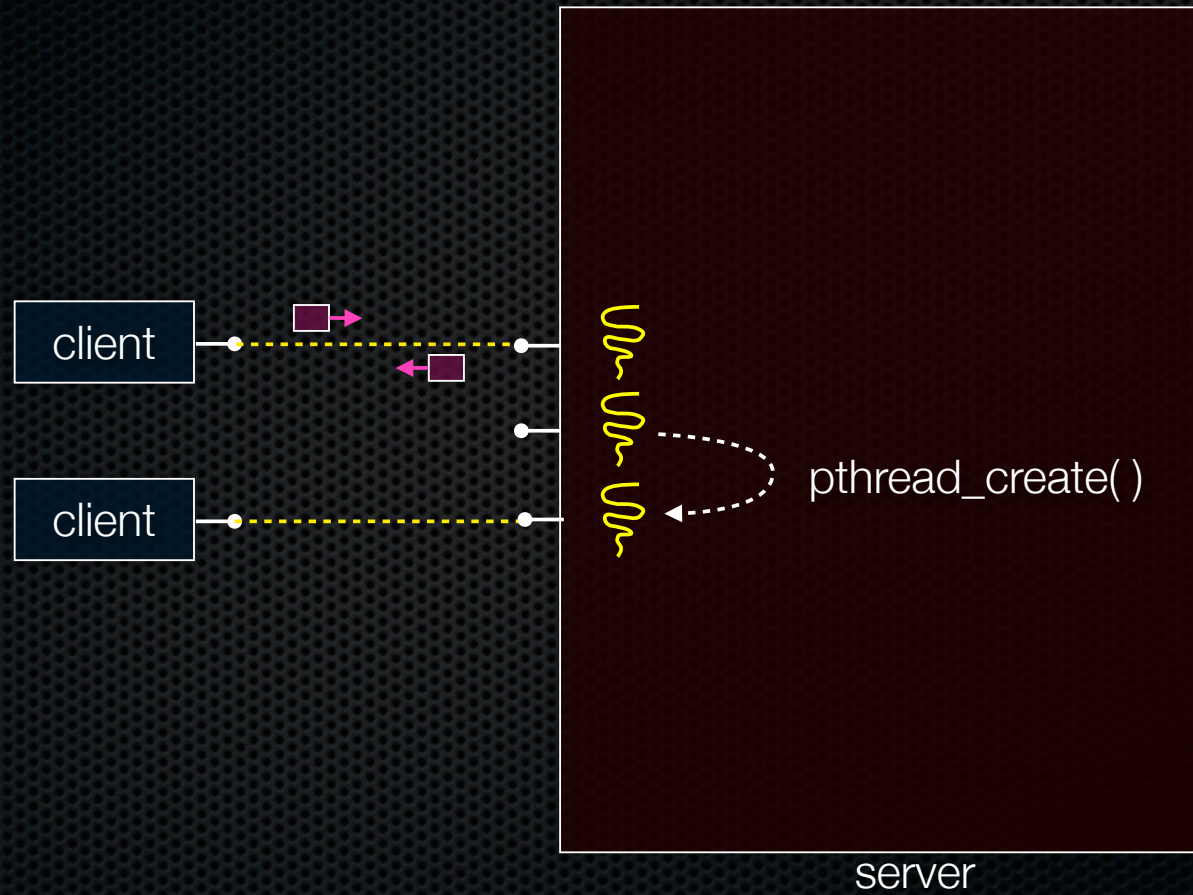 client
client
pthread_create( )
server